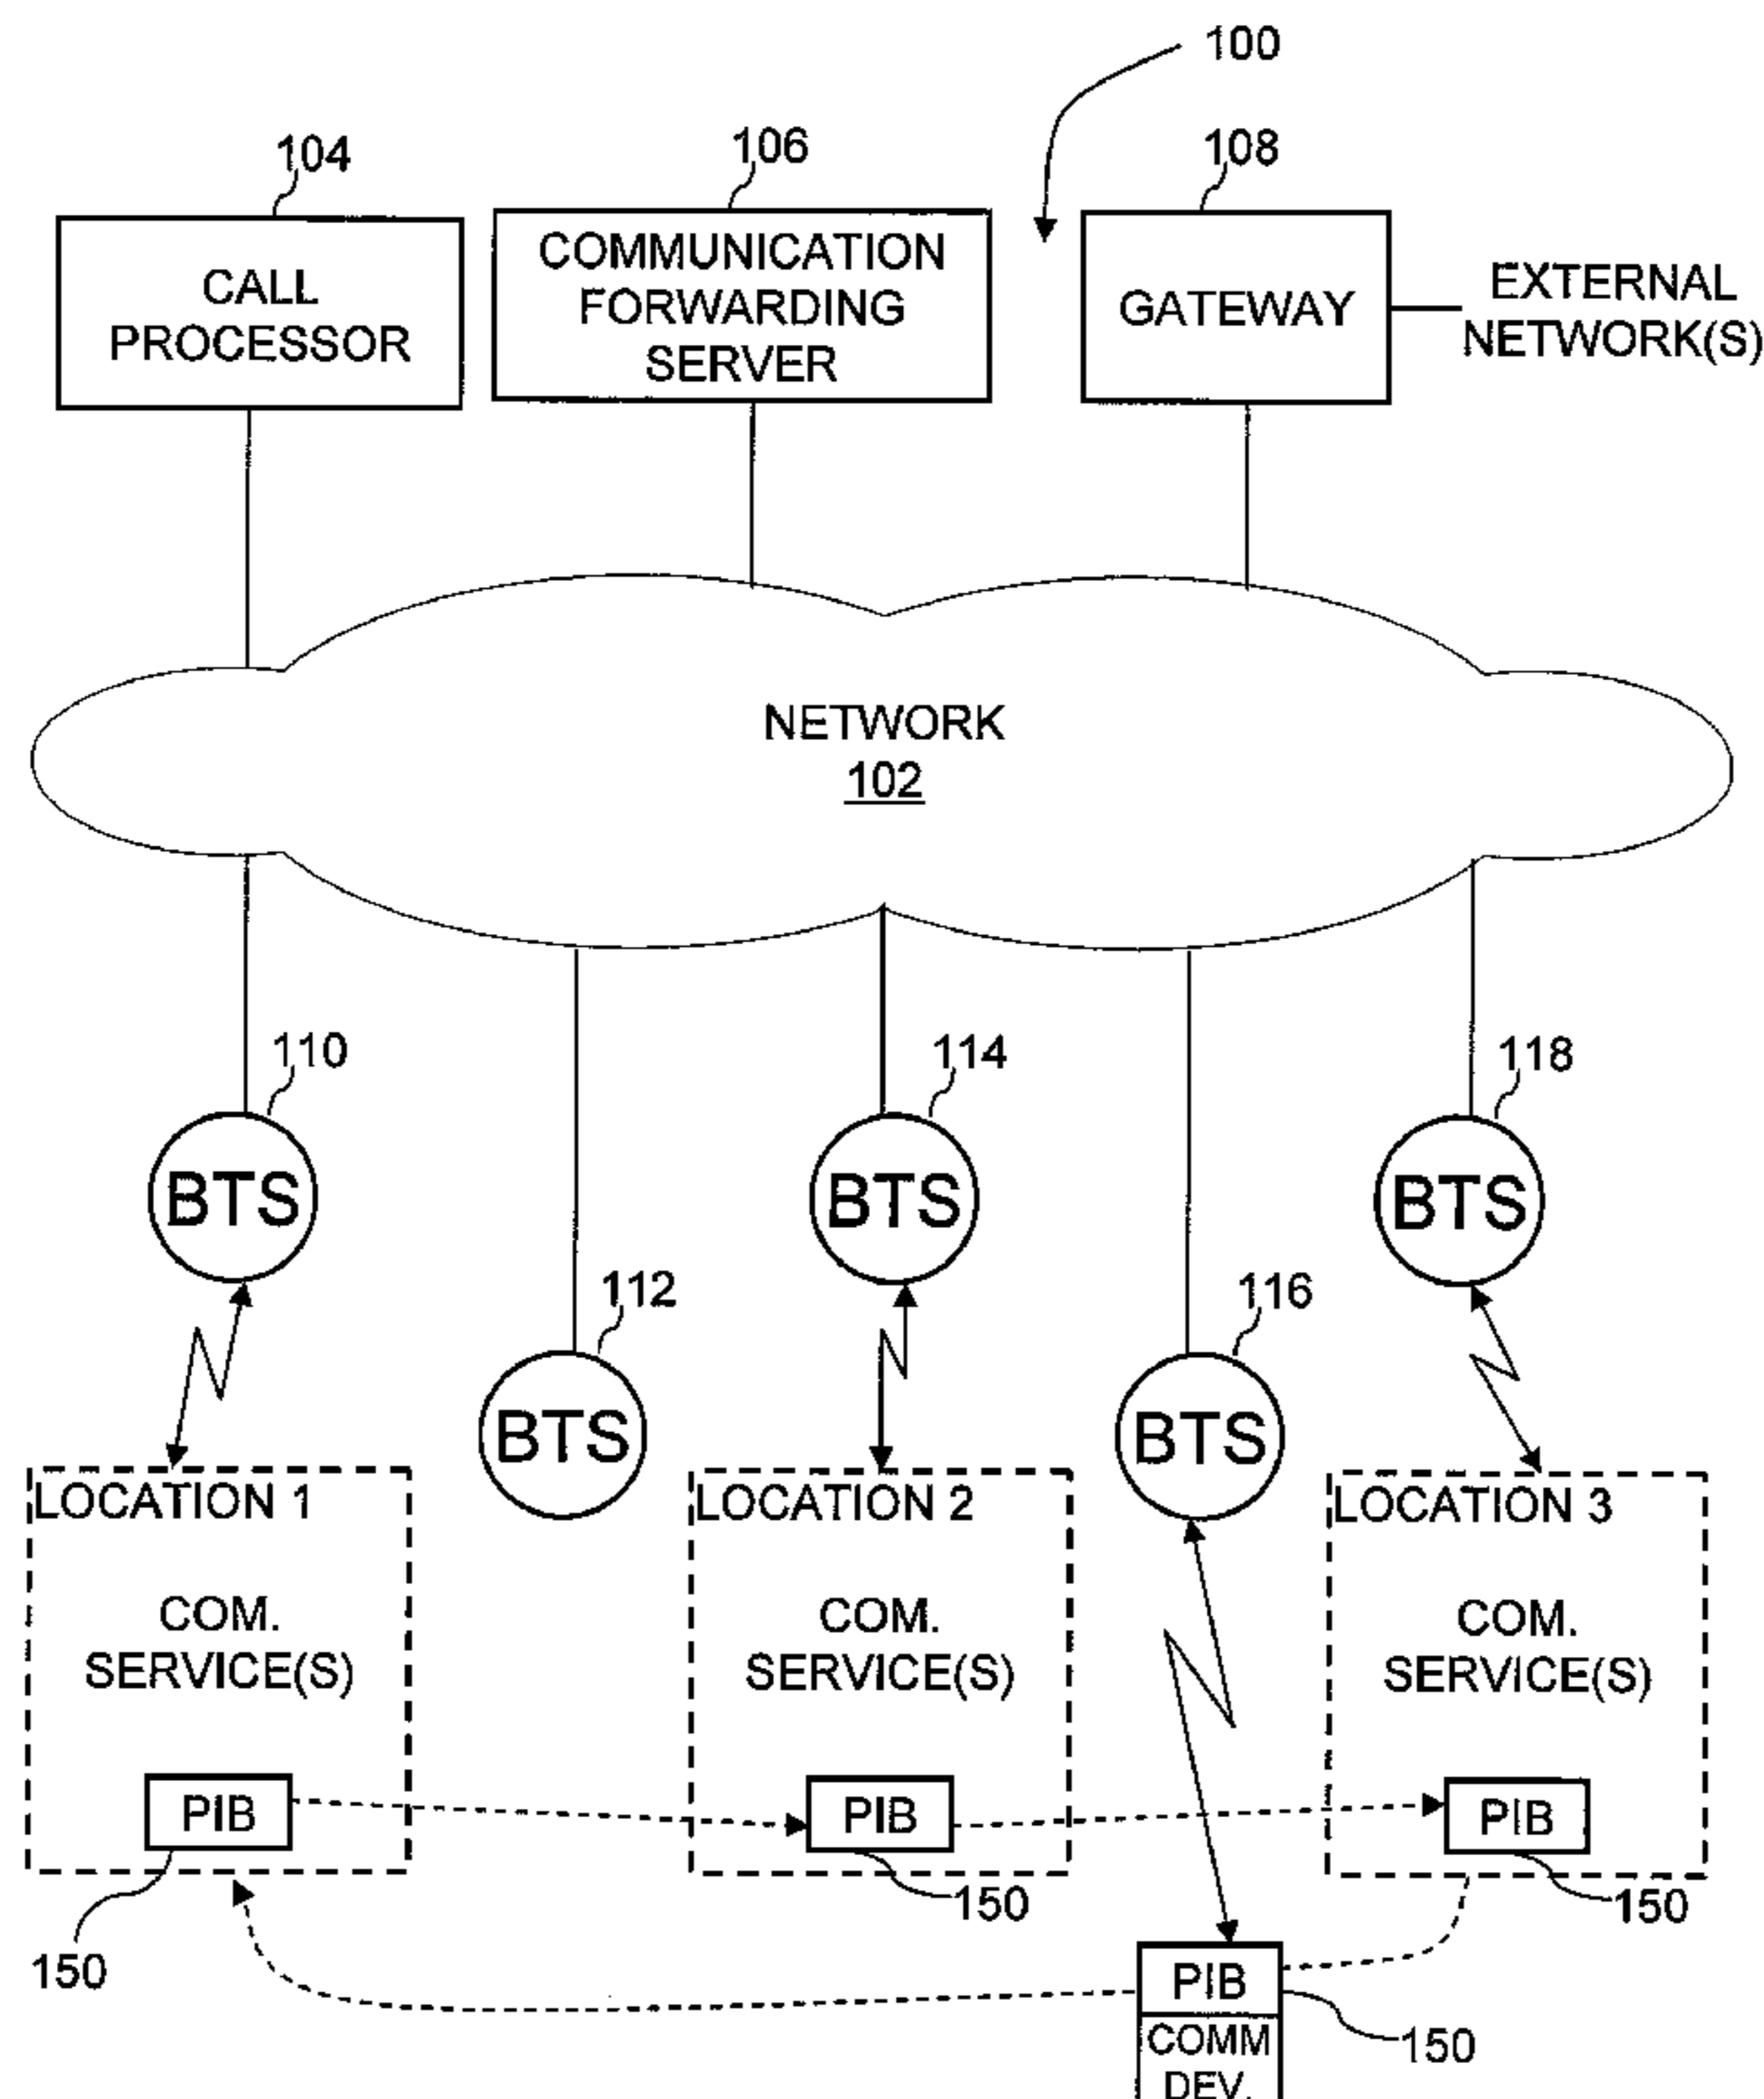 100
104
106
108
CALL
PROCESSOR
COMMUNICATION
FORWARDING
SERVER
GATEWAY
EXTERNAL
NETWORK(S)
NETWORK
102
110
114
118
BTS
BTS
BTS
112
116
BTS
BTS
LOCATION 1
LOCATION 2
LOCATION 3
COM.
SERVICE(S)
COM.
SERVICE(S)
COM.
SERVICE(S)
PIB
PIB
PIB
150
150
150
PIB
150
COMM
DEV.